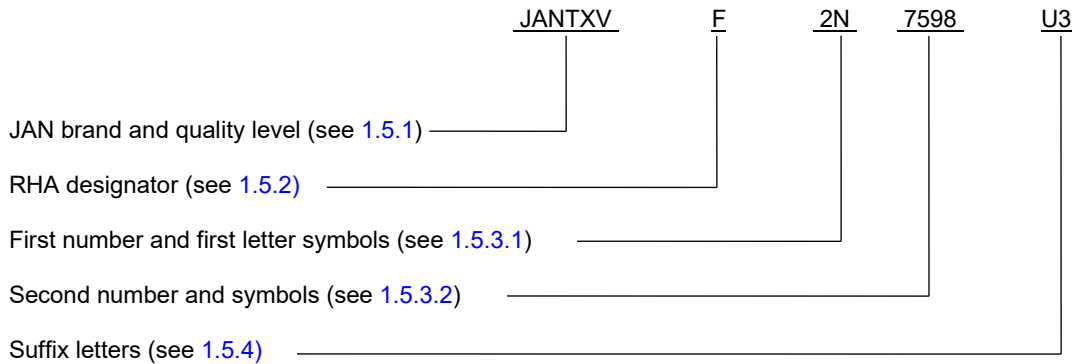 JANTXV F 2N 7598 U3
JAN brand and quality level (see 1.5.1)
RHA designator (see 1.5.2)
First number and first letter symbols (see 1.5.3.1)
Second number and symbols (see 1.5.3.2)
Suffix letters (see 1.5.4)